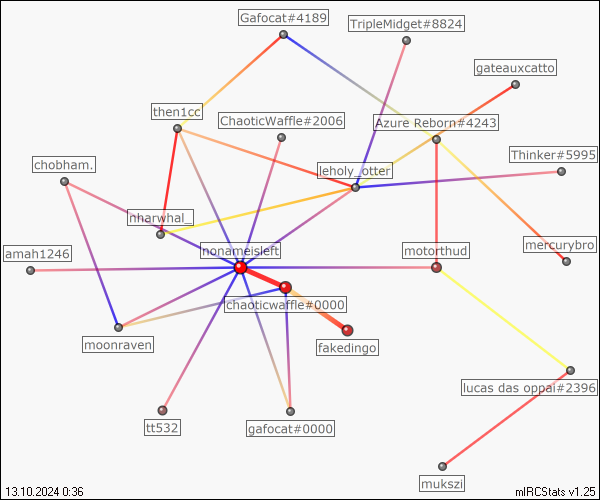 Gafocat#4189
TripleMidget#8824
gateauxcatto
then1cc
ChaoticWaffle#2006
Azure Reborn#4243
Thinker#5995
chobham.
leholy_otter
nharwhal_
amah1246
nonameisleft
motorthud
mercurybro
chaoticwaffle#0000
moonraven
fakedingo
lucas das oppai#2396
tt532
gafocat#0000
mukszi
13.10.2024 0:36
mIRCStats v1.25